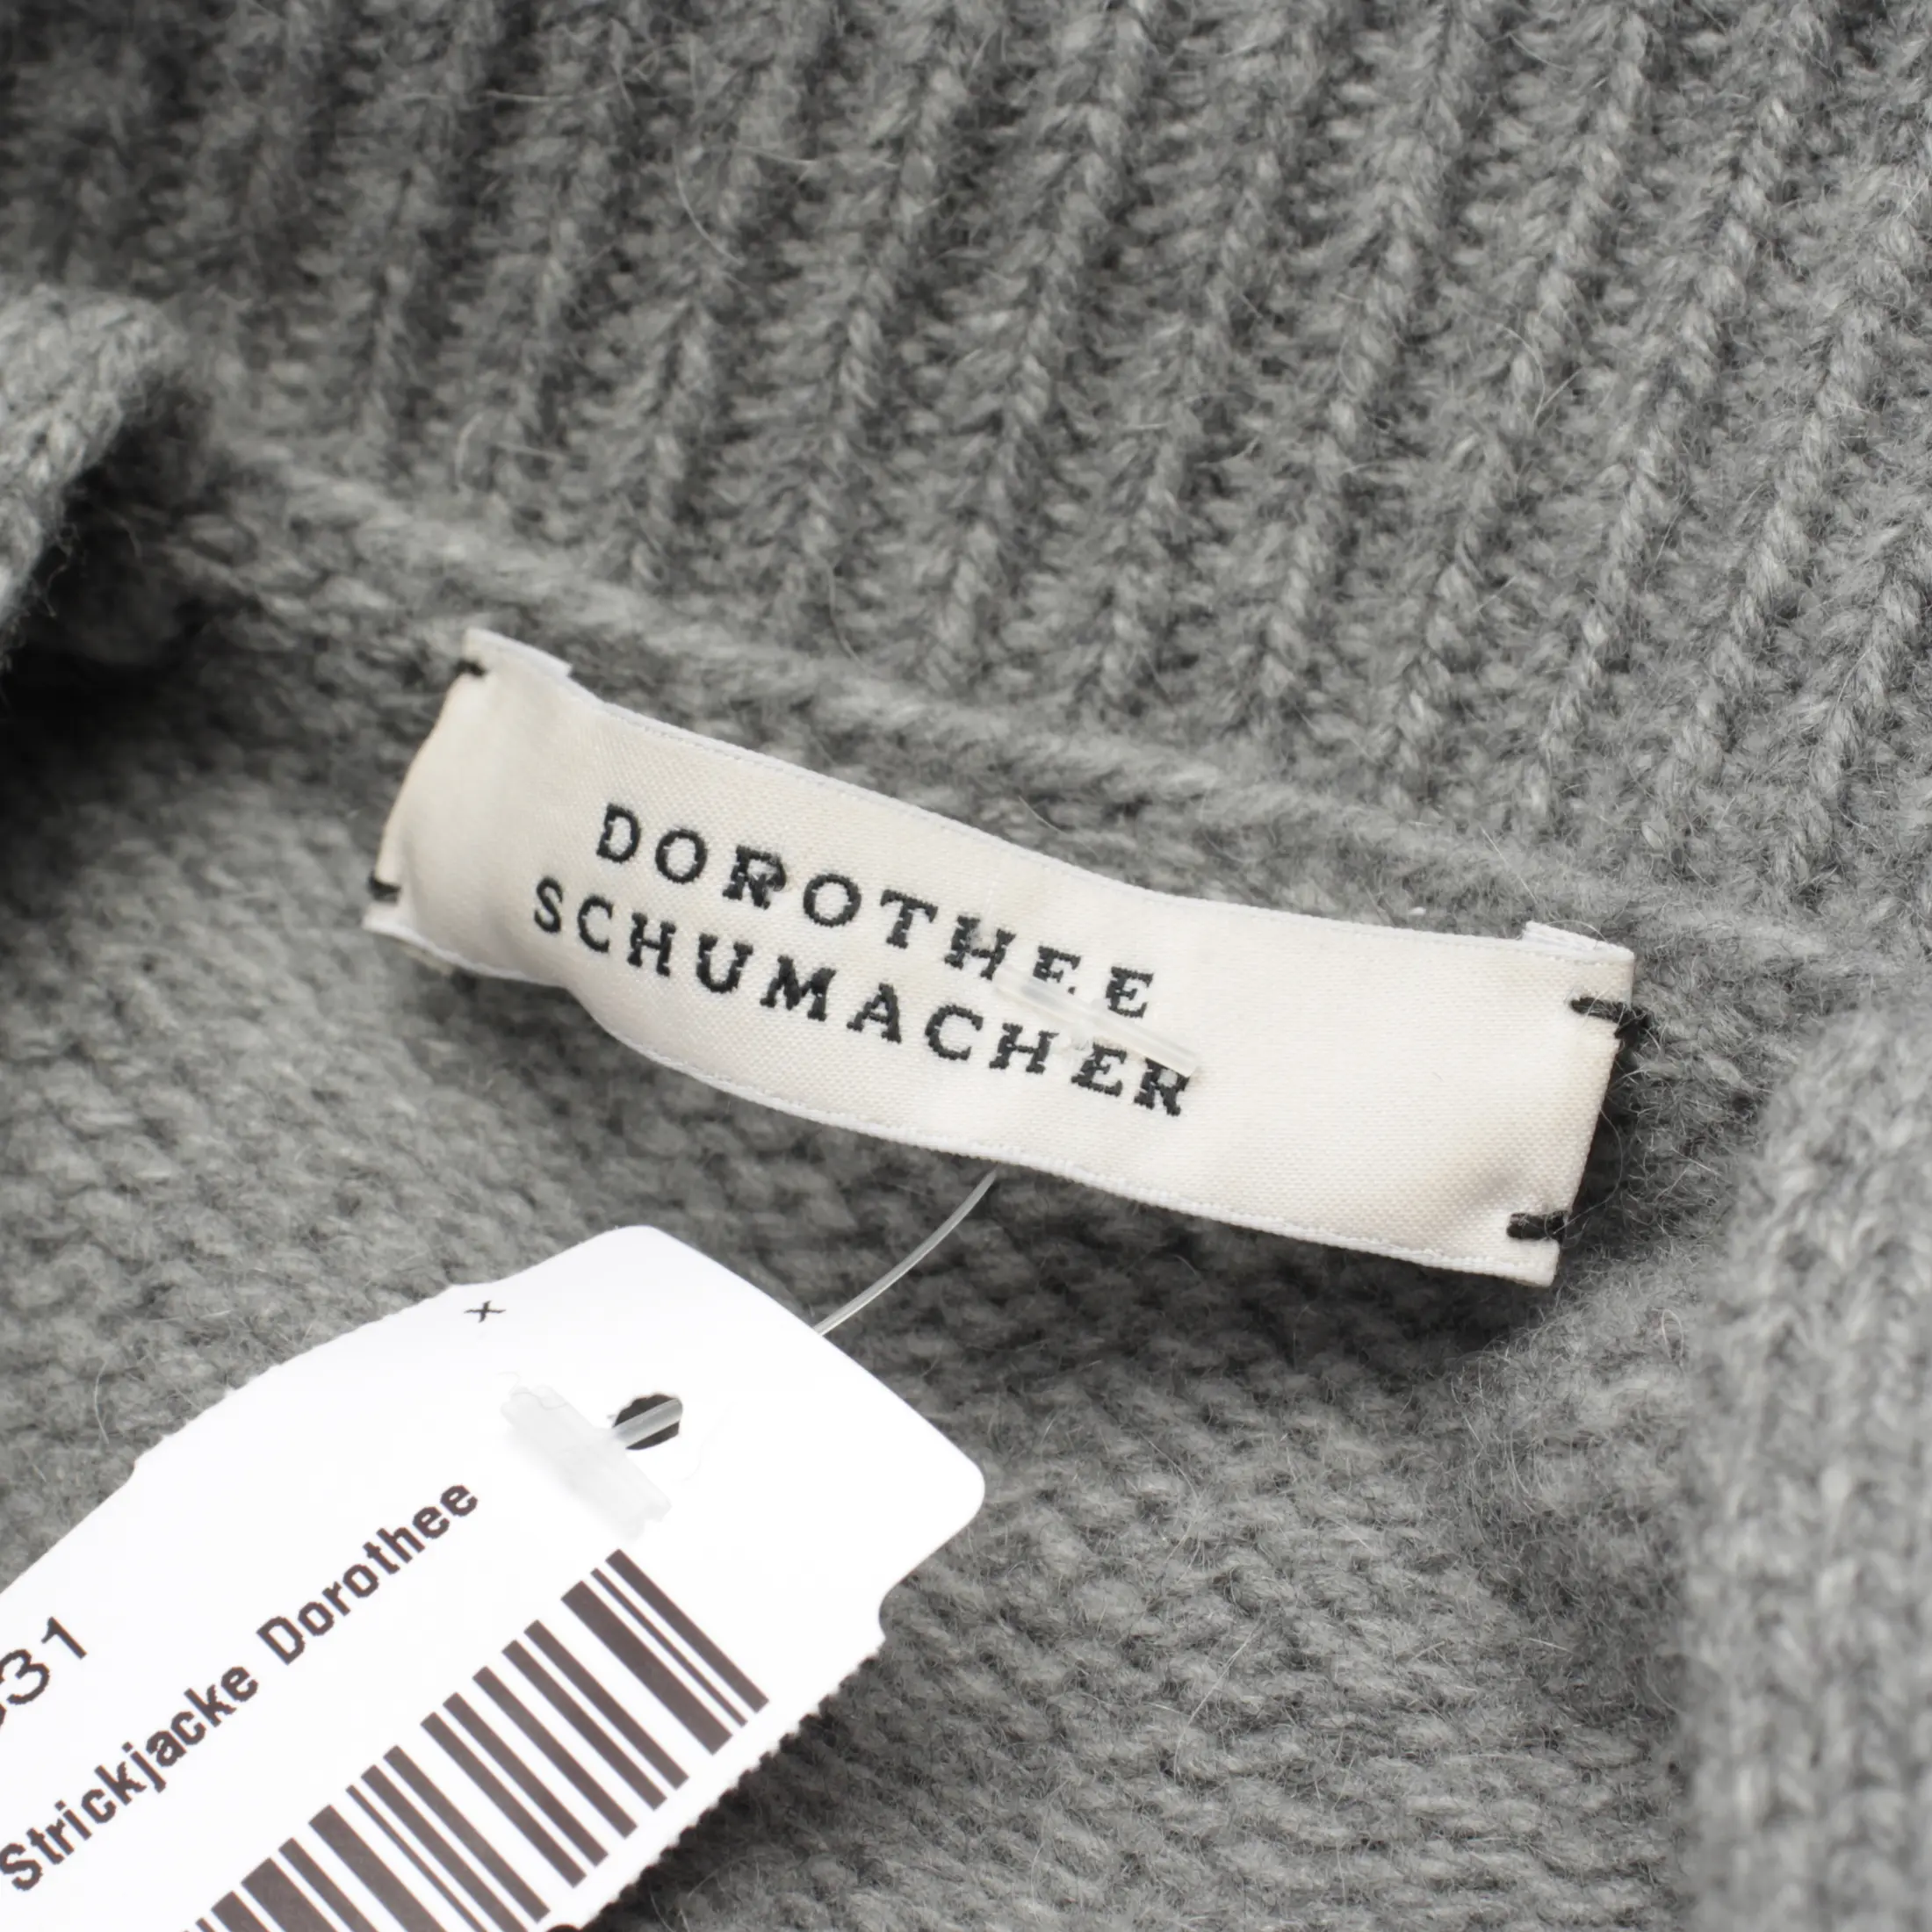 DOROTHEE
SCHUMACHER
x
31
Strickjacke Dorothee